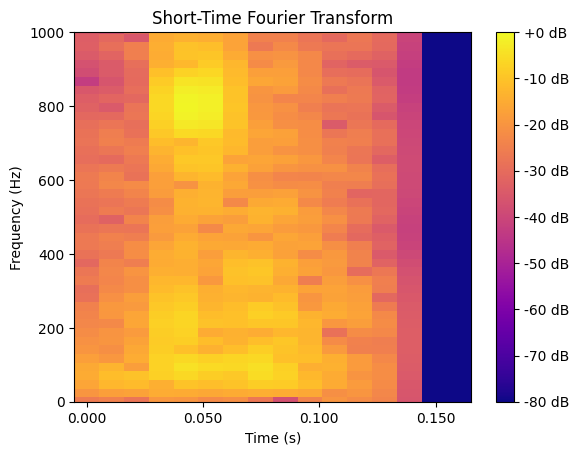 Short-Time Fourier Transform
Frequency (Hz)
1000
800
600
400
200
0
0.000
0.050
0.100
0.150
Time (s)
+0 dB
-10 dB
-20 dB
-30 dB
-40 dB
-50 dB
-60 dB
-70 dB
-80 dB